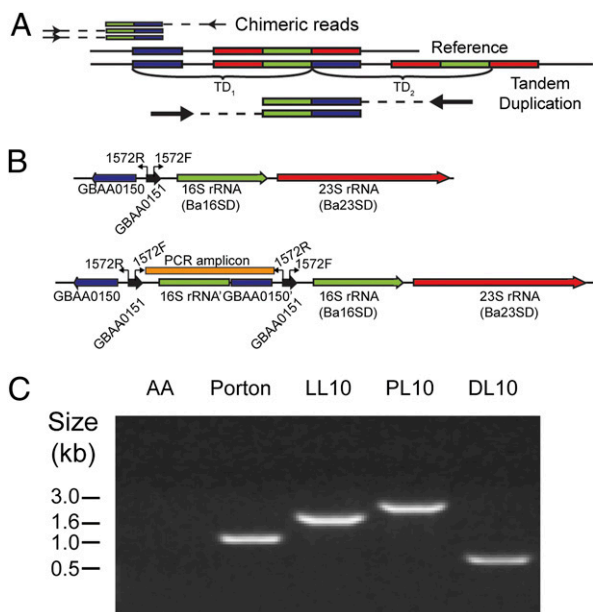 A
Chimeric reads
Reference
TD1
TD2
Tandem
Duplication
B
1572R
1572F
GBAA0150
GBAA0151
16S rRNA
(Ba16SD)
23S rRNA
(Ba23SD)
1572R
1572F
PCR amplicon
1572R
1572F
GBAA0150
GBAA0151
16S rRNA'
GBAA0150'
GBAA0151
16S rRNA
(Ba16SD)
23S rRNA
(Ba23SD)
C
AA Porton LL10 PL10 DL10
Size
(kb)
3.0
1.6
1.0
0.5